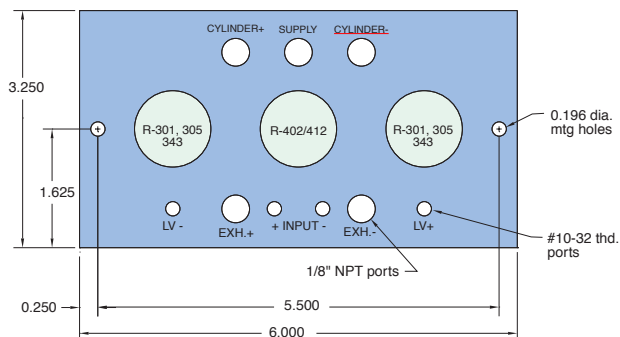 CYLINDER+ SUPPLY CYLINDER-
3.250
R-301, 305
343
R-402/412
R-301, 305
343
0.196 dia.
mtg holes
1.625
LV - EXH.+ + INPUT - EXH.- LV+
#10-32 thd.
ports
1/8" NPT ports
0.250
5.500
6.000